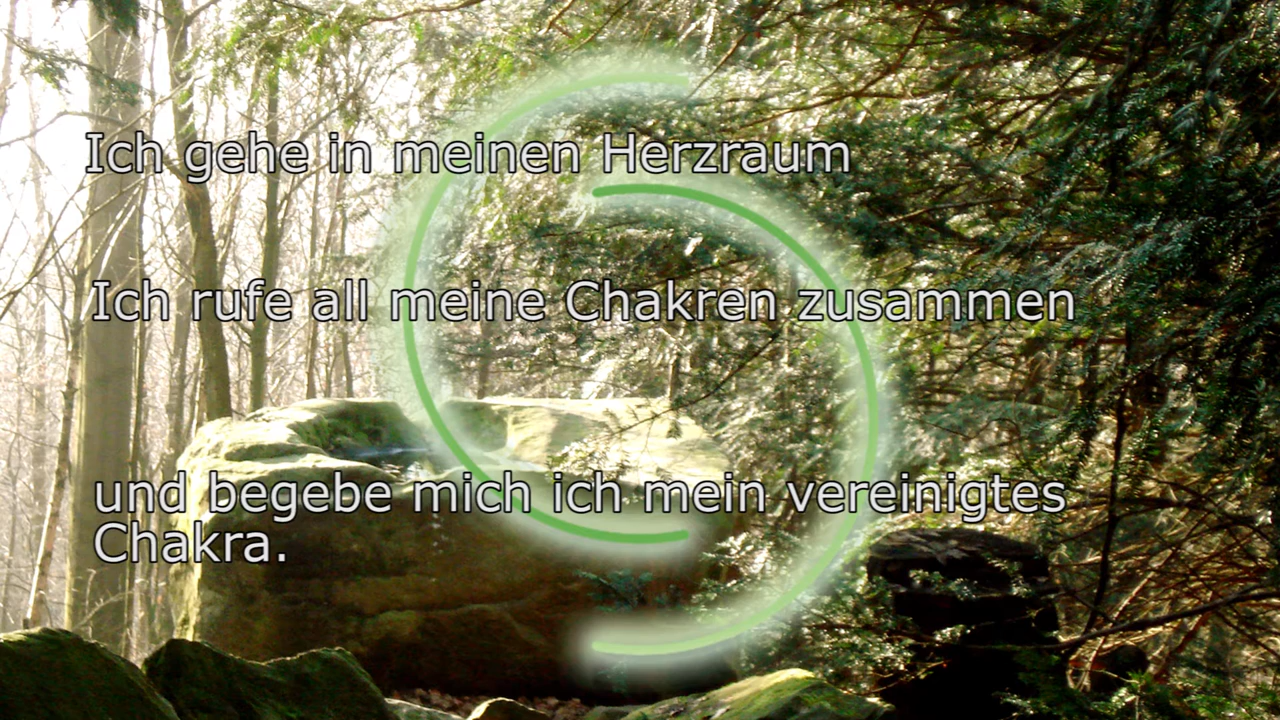 Ich gehe in meinen Herzraum
Ich rufe all meine Chakren zusammen
und begebe mich ich mein vereinigtes
Chakra.